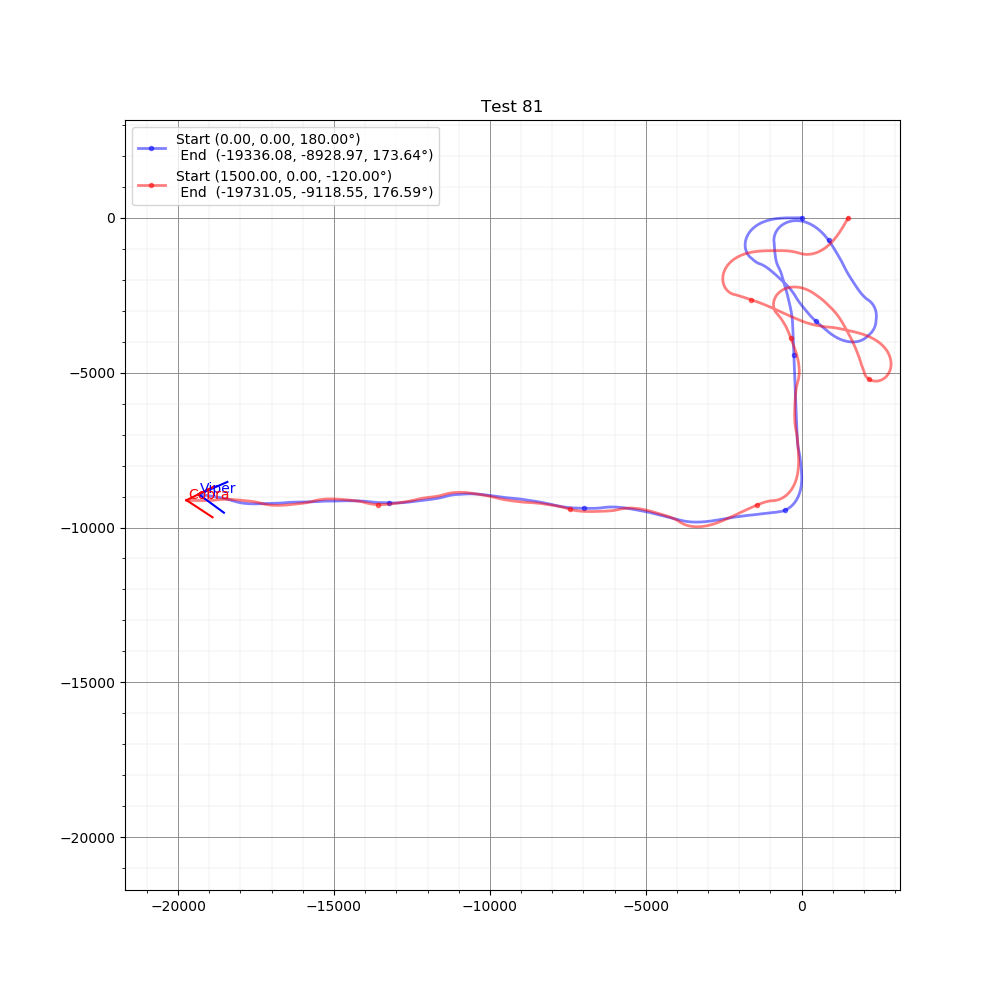 Test 81
Start (0.00, 0.00, 180.00°)
End  (-19336.08, -8928.97, 173.64°)
Start (1500.00, 0.00, -120.00°)
End  (-19731.05, -9118.55, 176.59°)
0
−5000
Viper
Cobra
−10000
−15000
−20000
−20000
−15000
−10000
−5000
0